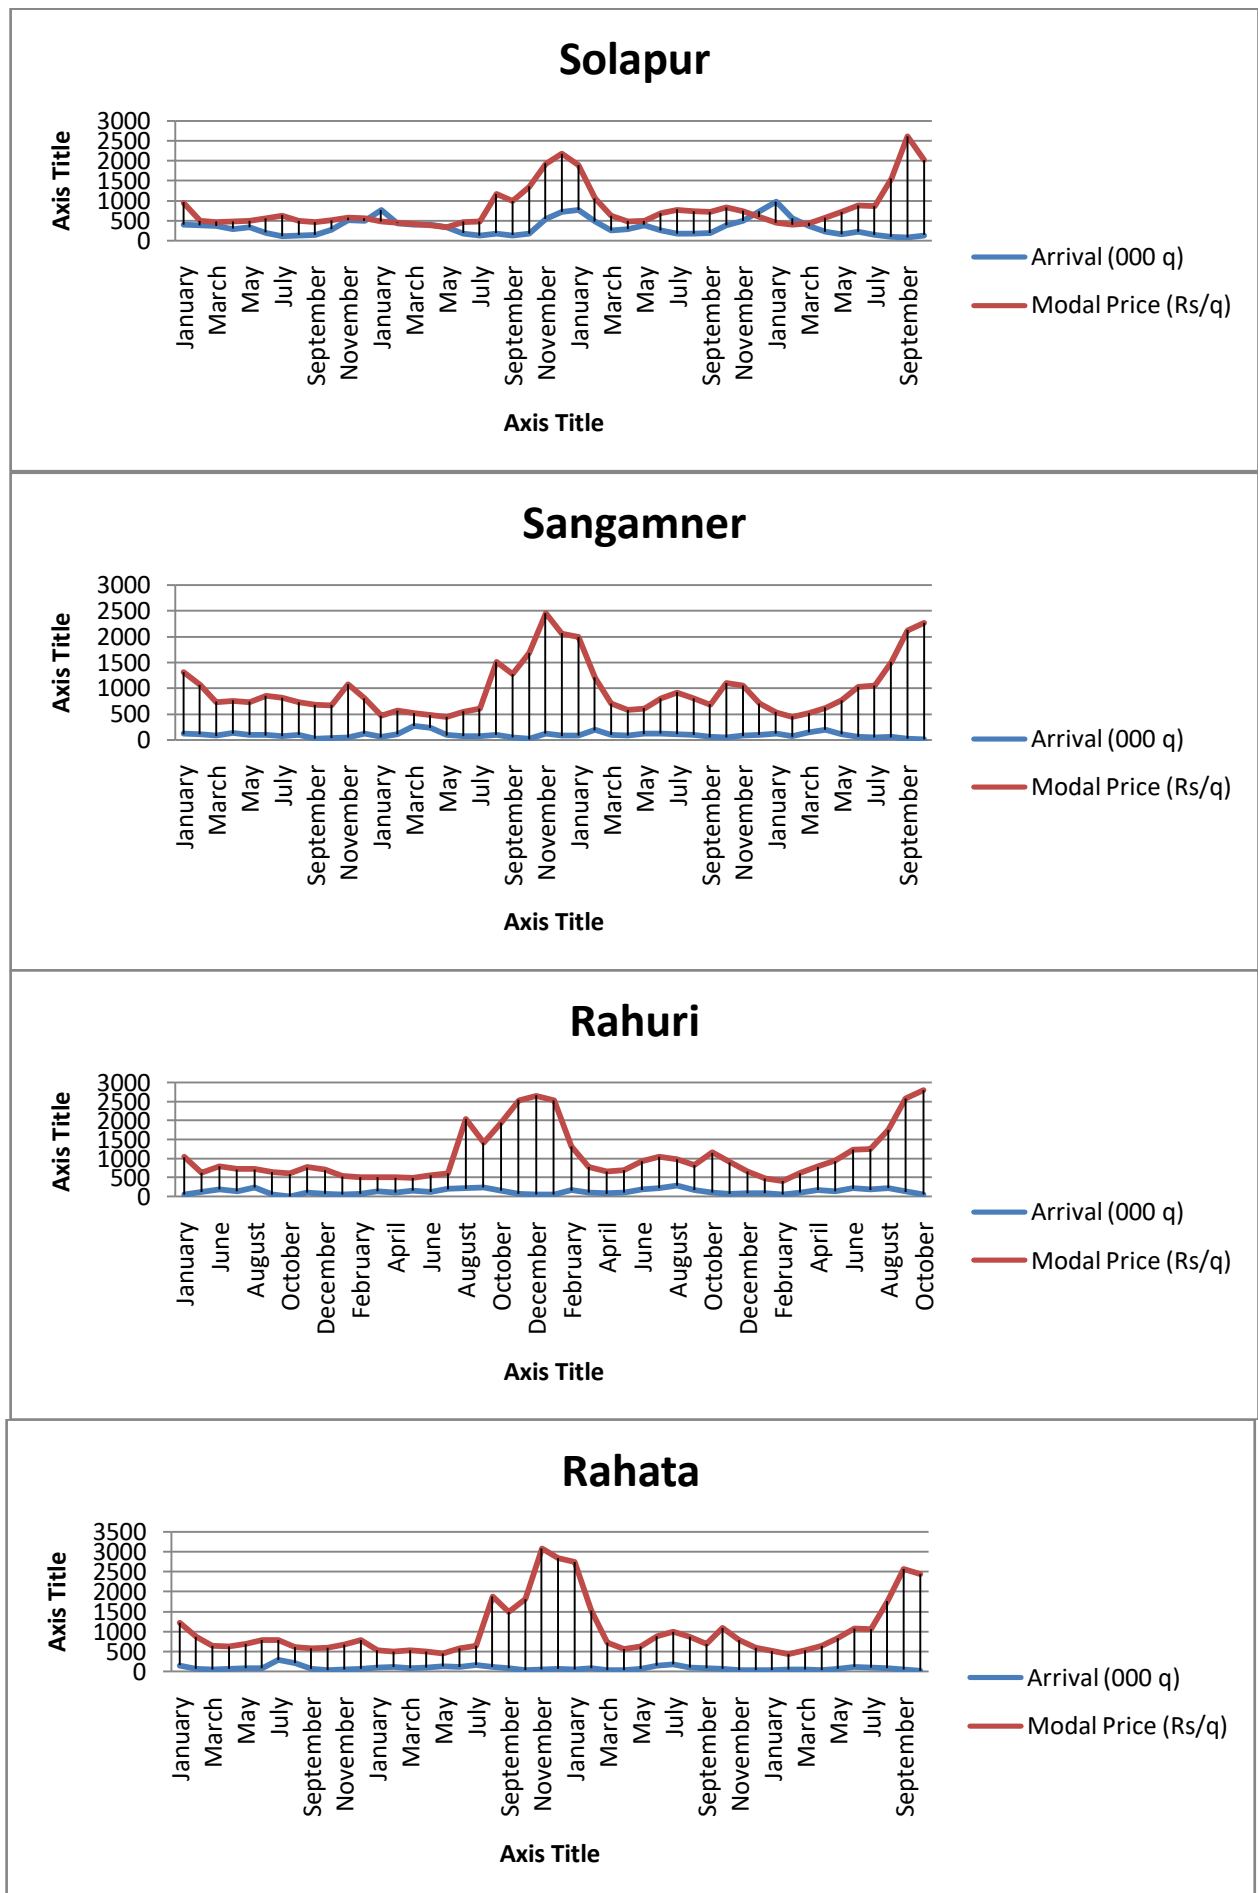 Solapur
Axis Title
3000
2500
2000
1500
1000
500
0
January
March
May
July
September
November
January
March
May
July
September
November
January
March
May
July
September
November
January
March
May
July
September
Axis Title
Arrival (000 q)
Modal Price (Rs/q)
Sangamner
Axis Title
3000
2500
2000
1500
1000
500
0
January
March
May
July
September
November
January
March
May
July
September
November
January
March
May
July
September
November
January
March
May
July
September
Axis Title
Arrival (000 q)
Modal Price (Rs/q)
Rahuri
Axis Title
3000
2500
2000
1500
1000
500
0
January
June
August
October
December
February
April
June
August
October
December
February
April
June
August
October
December
February
April
June
August
October
Axis Title
Arrival (000 q)
Modal Price (Rs/q)
Rahata
Axis Title
3500
3000
2500
2000
1500
1000
500
0
January
March
May
July
September
November
January
March
May
July
September
November
January
March
May
July
September
November
January
March
May
July
September
Axis Title
Arrival (000 q)
Modal Price (Rs/q)